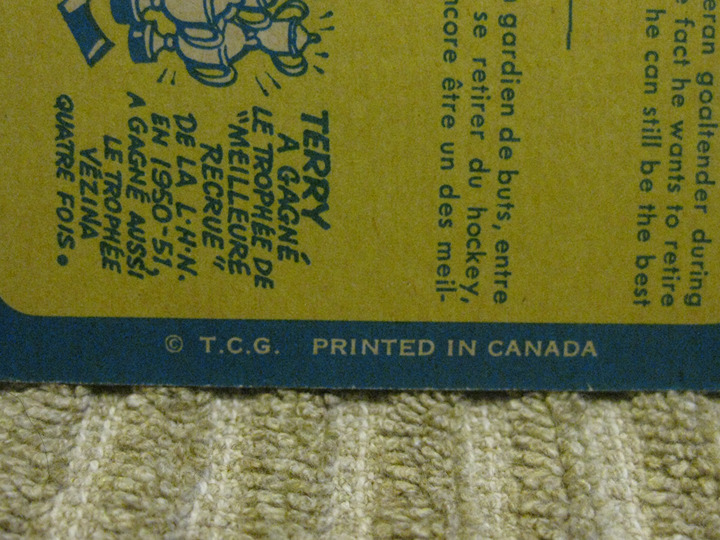 eran goaltender during
e fact he wants to retire
he can still be the best
gardien de buts, entre
se retirer du hockey,
ncore être un des meil-
TERRY
A GAGNÉ
LE TROPHÉE DE
"MEILLEURE
RECRUE"
DE LA L.H.N.
EN 1950-51,
A GAGNÉ AUSSI
LE TROPHÉE
VÉZINA
QUATRE FOIS.
© T.C.G. PRINTED IN CANADA